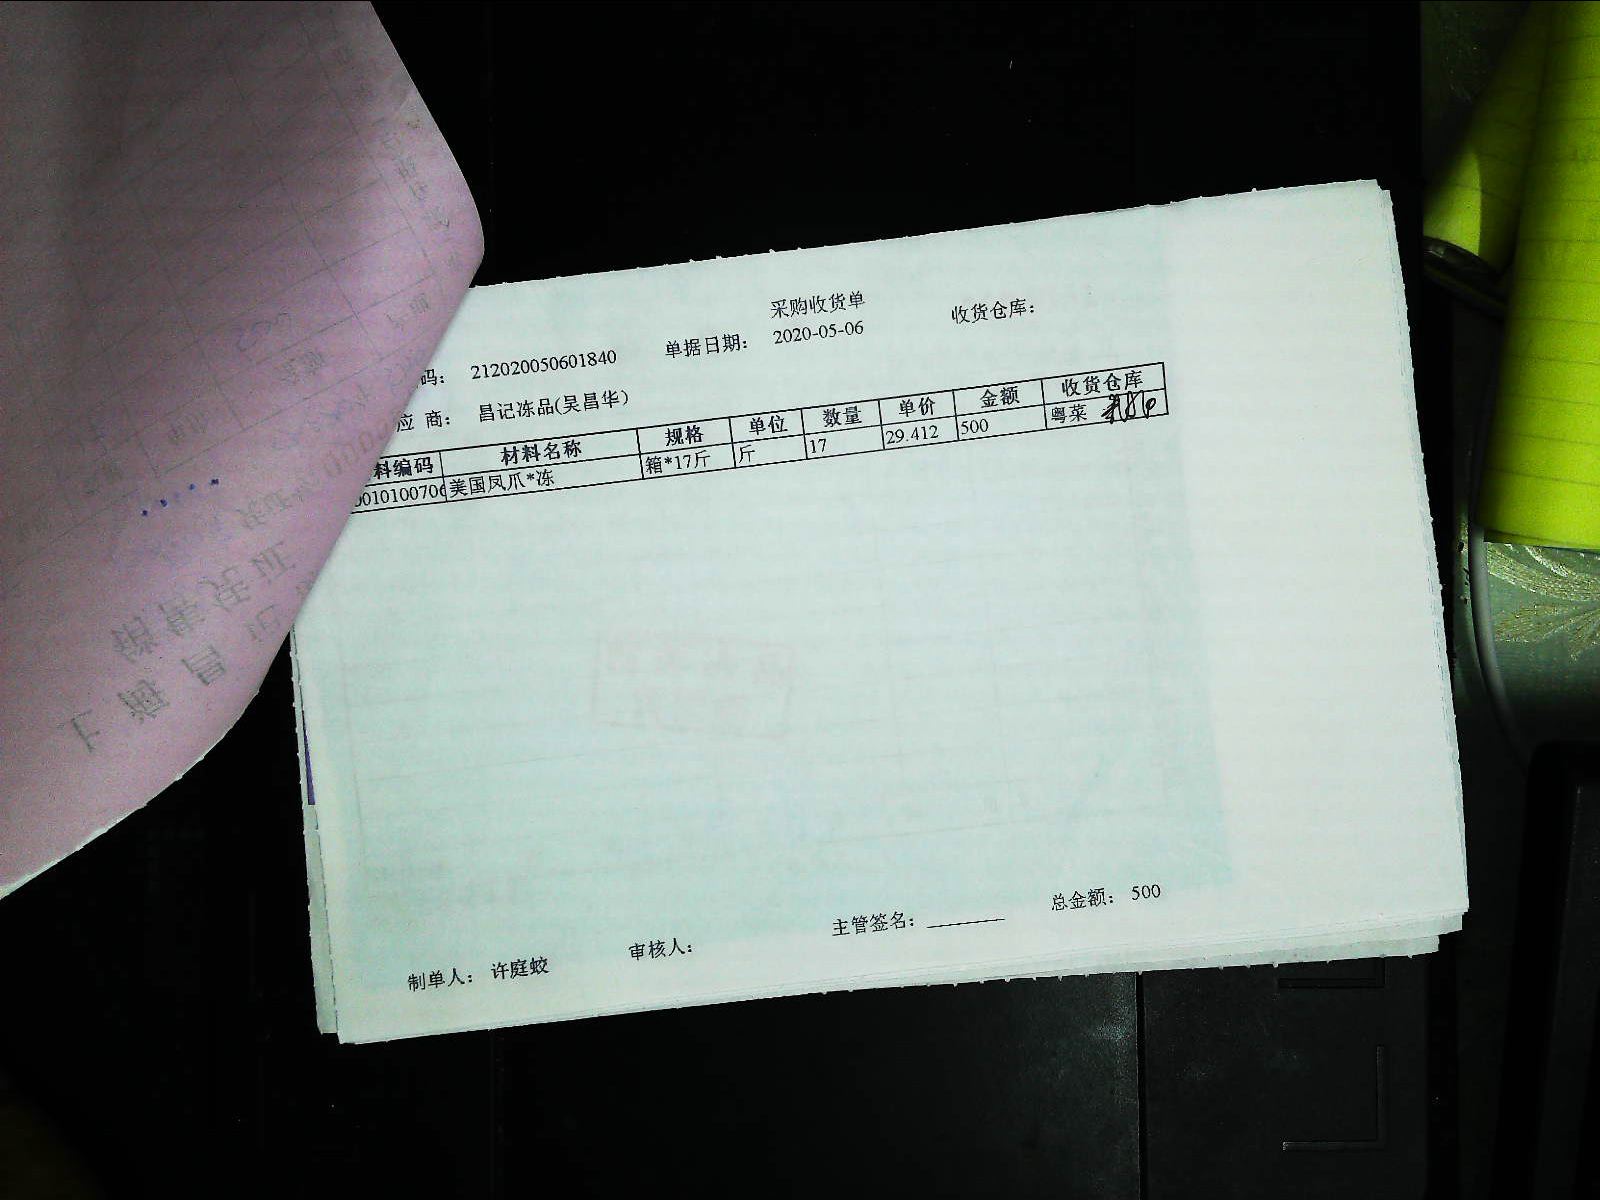 采购收货单
码： 212020050601840 单据日期： 2020-05-06 收货仓库：
应 商： 昌记冻品(吴昌华)
料编码 材料名称 规格 单位 数量 单价 金额 收货仓库
0010100706 美国凤爪*冻 箱*17斤 斤 17 29.412 500 粤菜
制单人： 许庭蛟 审核人： 主管签名： 总金额： 500